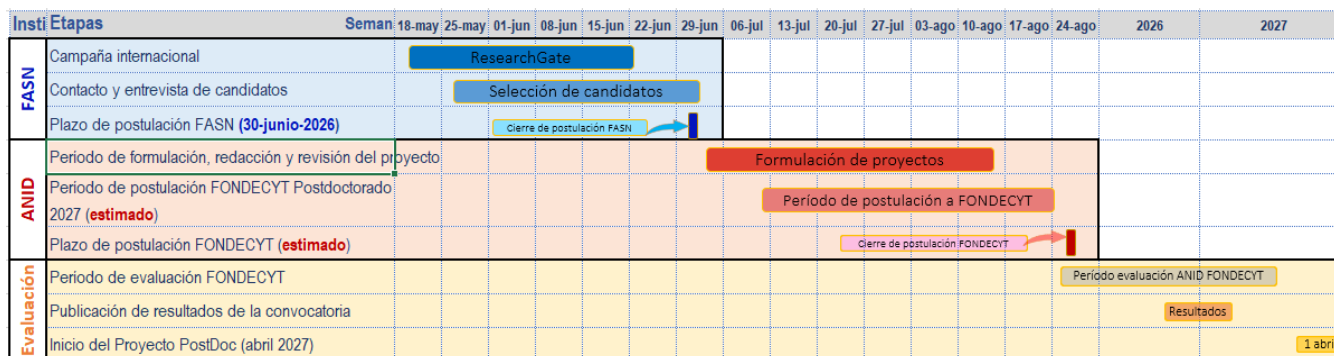 Insti Etapas Seman 18-may 25-may 01-jun 08-jun 15-jun 22-jun 29-jun 06-jul 13-jul 20-jul 27-jul 03-ago 10-ago 17-ago 24-ago 2026 2027
FASN
Campaña internacional ResearchGate
Contacto y entrevista de candidatos Selección de candidatos
Plazo de postulación FASN (30-junio-2026) Cierre de postulación FASN
ANID
Periodo de formulación, redacción y revisión del proyecto Formulación de proyectos
Periodo de postulación FONDECYT Postdoctorado
2027 (estimado) Período de postulación a FONDECYT
Plazo de postulación FONDECYT (estimado) Cierre de postulación FONDECYT
Evaluación
Periodo de evaluación FONDECYT Período evaluación ANID FONDECYT
Publicación de resultados de la convocatoria Resultados
Inicio del Proyecto PostDoc (abril 2027) 1 abri